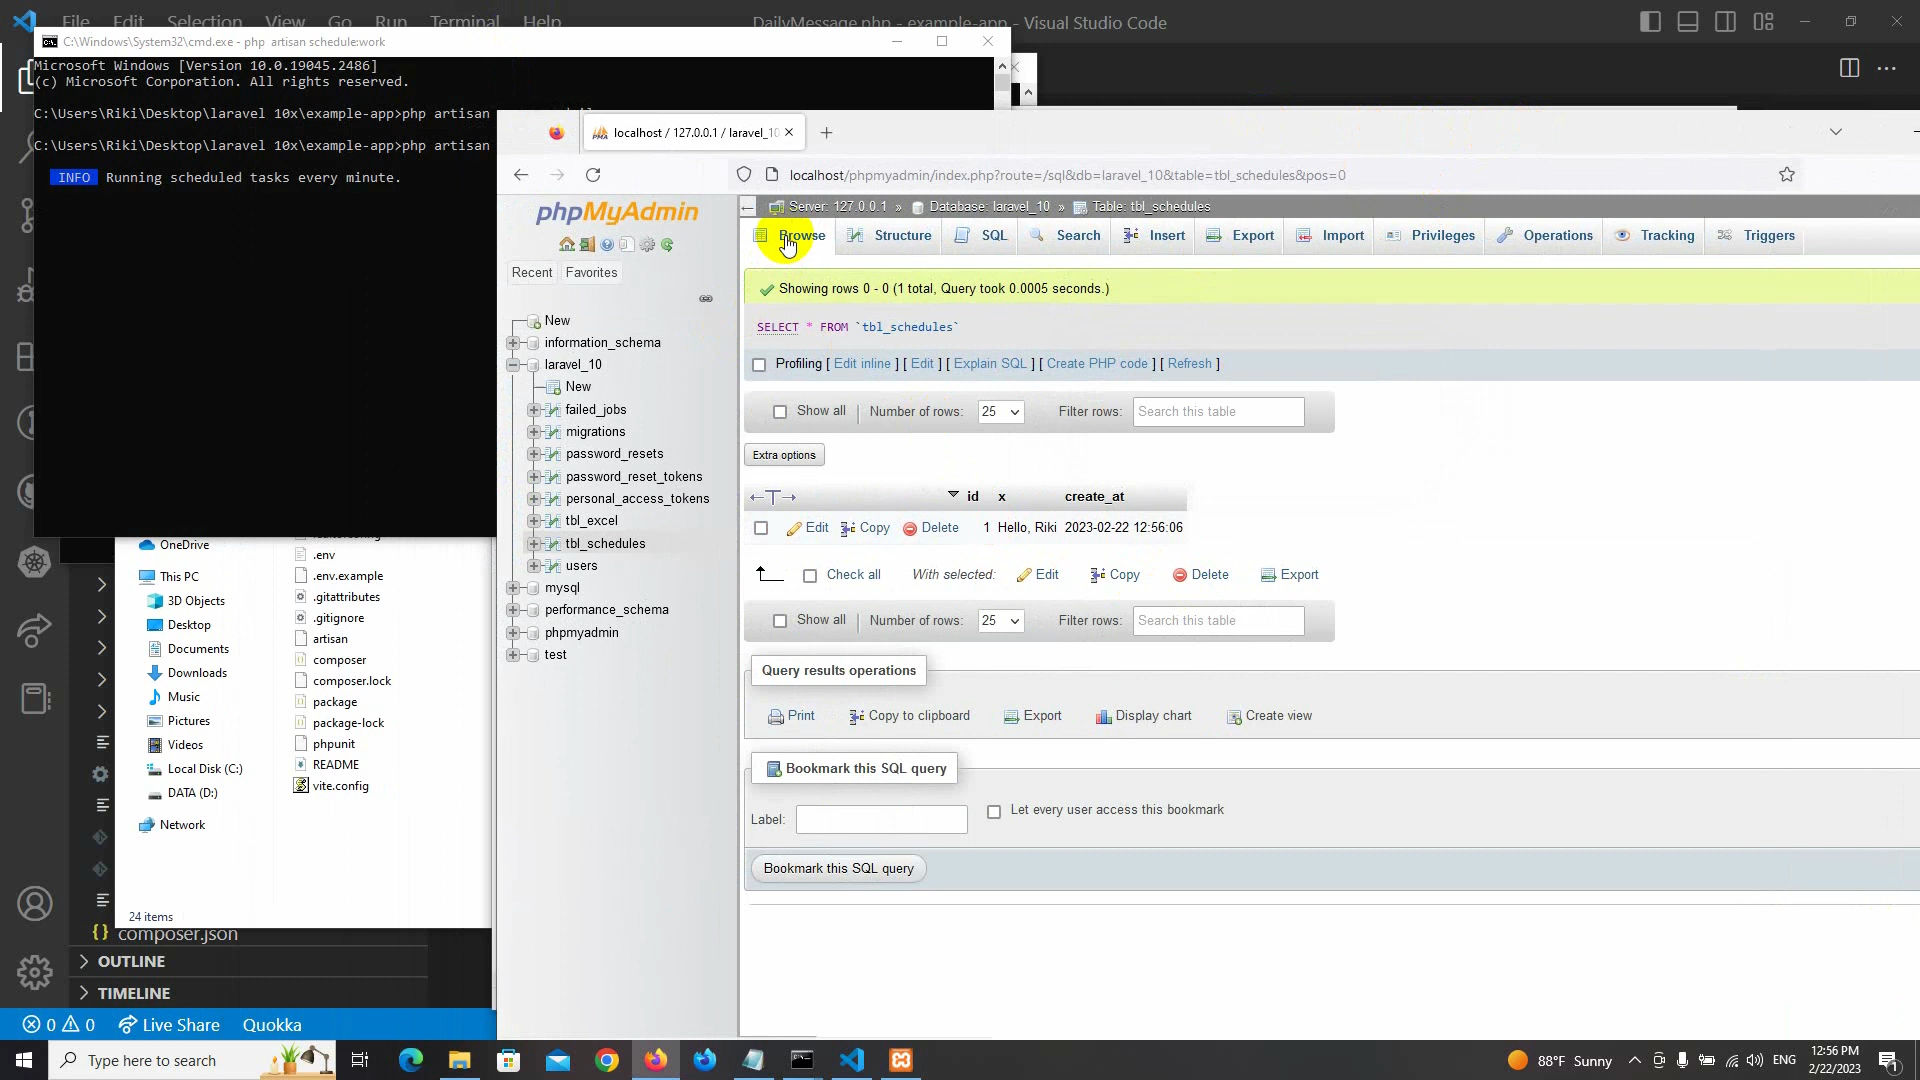 File Edit Selection View Go Run Terminal Help
DailyMessage.php - example-app - Visual Studio Code
C:\Windows\System32\cmd.exe - php artisan schedule:work
Microsoft Windows [Version 10.0.19045.2486]
(c) Microsoft Corporation. All rights reserved.
C:\Users\Riki\Desktop\laravel 10x\example-app>php artisan
C:\Users\Riki\Desktop\laravel 10x\example-app>php artisan
INFO Running scheduled tasks every minute.
OneDrive
This PC
3D Objects
Desktop
Documents
Downloads
Music
Pictures
Videos
Local Disk (C:)
DATA (D:)
Network
.env
.env.example
.gitattributes
.gitignore
artisan
composer
composer.lock
package
package-lock
phpunit
README
vite.config
24 items
composer.json
OUTLINE
TIMELINE
0 0 Live Share Quokka
localhost / 127.0.0.1 / laravel_10
localhost/phpmyadmin/index.php?route=/sql&db=laravel_10&table=tbl_schedules&pos=0
phpMyAdmin
Recent Favorites
New
information_schema
laravel_10
New
failed_jobs
migrations
password_resets
password_reset_tokens
personal_access_tokens
tbl_excel
tbl_schedules
users
mysql
performance_schema
phpmyadmin
test
Server: 127.0.0.1 » Database: laravel_10 » Table: tbl_schedules
Browse Structure SQL Search Insert Export Import Privileges Operations Tracking Triggers
Showing rows 0 - 0 (1 total, Query took 0.0005 seconds.)
SELECT * FROM `tbl_schedules`
Profiling [ Edit inline ] [ Edit ] [ Explain SQL ] [ Create PHP code ] [ Refresh ]
Show all Number of rows: 25 Filter rows: Search this table
Extra options
←T→ id x create_at
Edit Copy Delete 1 Hello, Riki 2023-02-22 12:56:06
Check all With selected: Edit Copy Delete Export
Show all Number of rows: 25 Filter rows: Search this table
Query results operations
Print Copy to clipboard Export Display chart Create view
Bookmark this SQL query
Label: Let every user access this bookmark
Bookmark this SQL query
Type here to search
88°F Sunny ENG 12:56 PM
2/22/2023
1